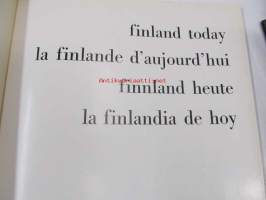 finland today
la finlande d'aujourd'hui
finnland heute
la finlandia de hoy